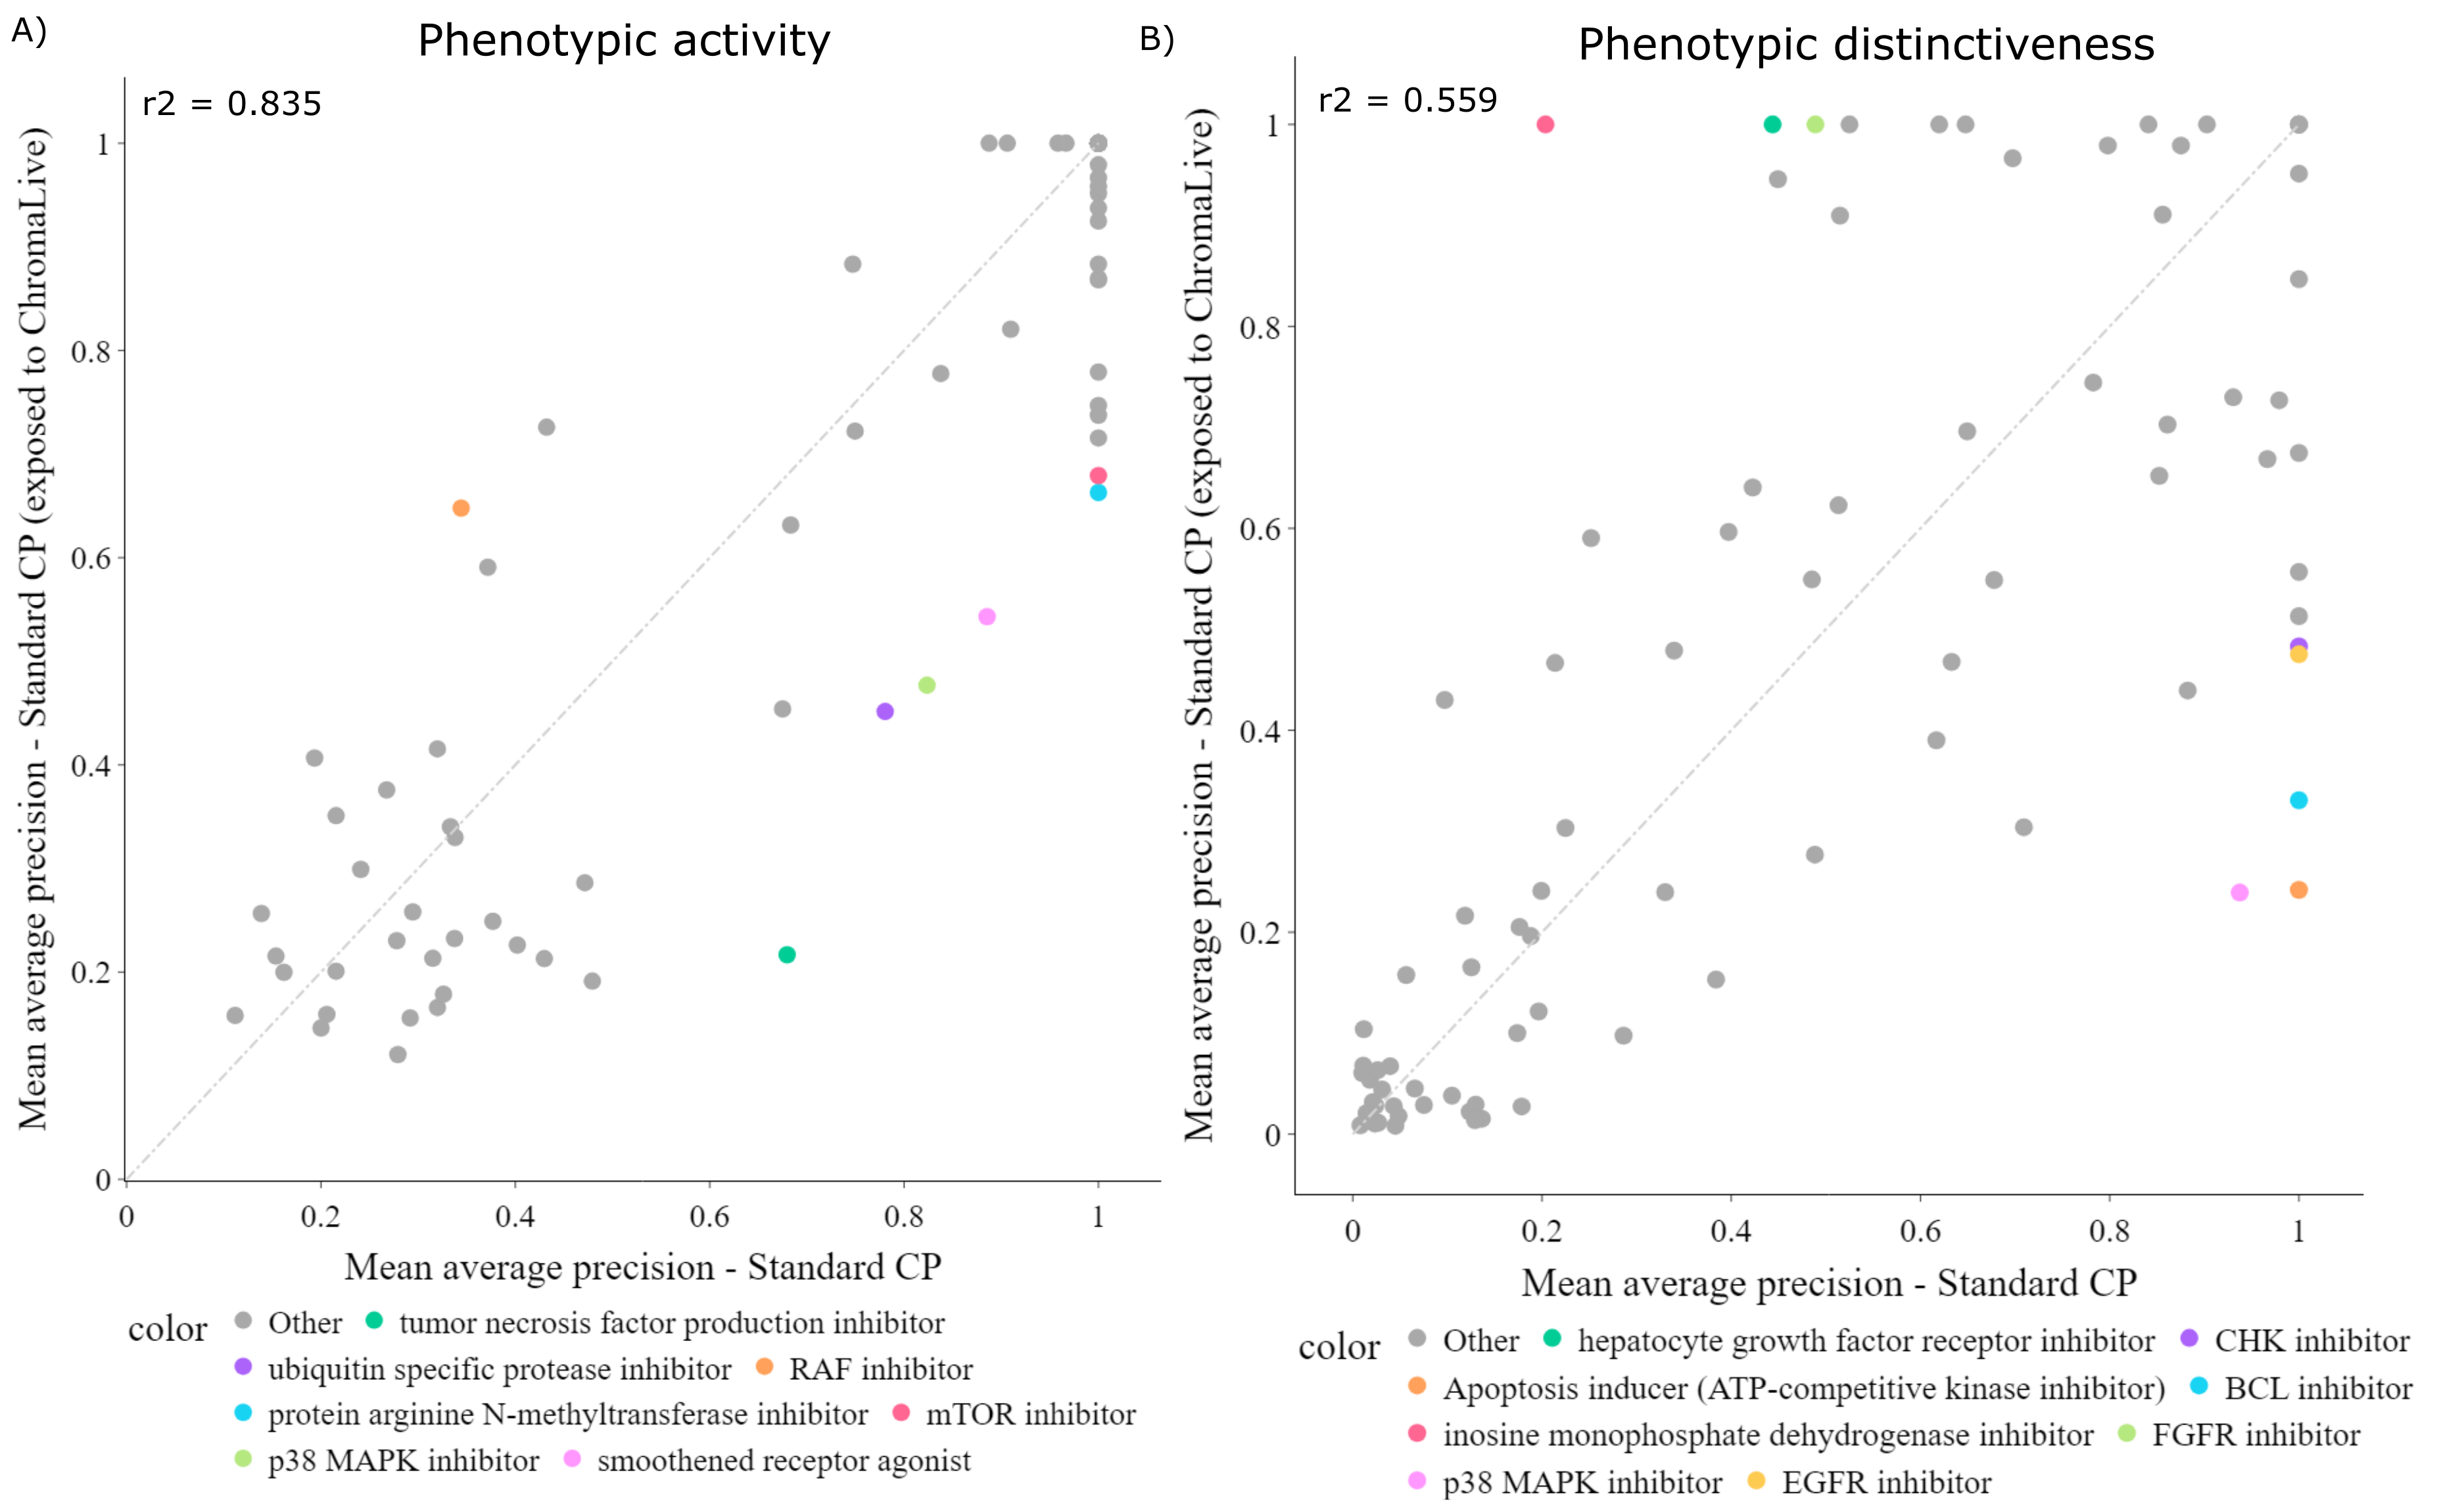 A)
Phenotypic activity
r2 = 0.835
Mean average precision - Standard CP (exposed to ChromaLive)
1
0.8
0.6
0.4
0.2
0
0
0.2
0.4
0.6
0.8
1
Mean average precision - Standard CP
color
Other
tumor necrosis factor production inhibitor
ubiquitin specific protease inhibitor
RAF inhibitor
protein arginine N-methyltransferase inhibitor
mTOR inhibitor
p38 MAPK inhibitor
smoothened receptor agonist
B)
Phenotypic distinctiveness
r2 = 0.559
Mean average precision - Standard CP (exposed to ChromaLive)
1
0.8
0.6
0.4
0.2
0
0
0.2
0.4
0.6
0.8
1
Mean average precision - Standard CP
color
Other
hepatocyte growth factor receptor inhibitor
CHK inhibitor
Apoptosis inducer (ATP-competitive kinase inhibitor)
BCL inhibitor
inosine monophosphate dehydrogenase inhibitor
FGFR inhibitor
p38 MAPK inhibitor
EGFR inhibitor